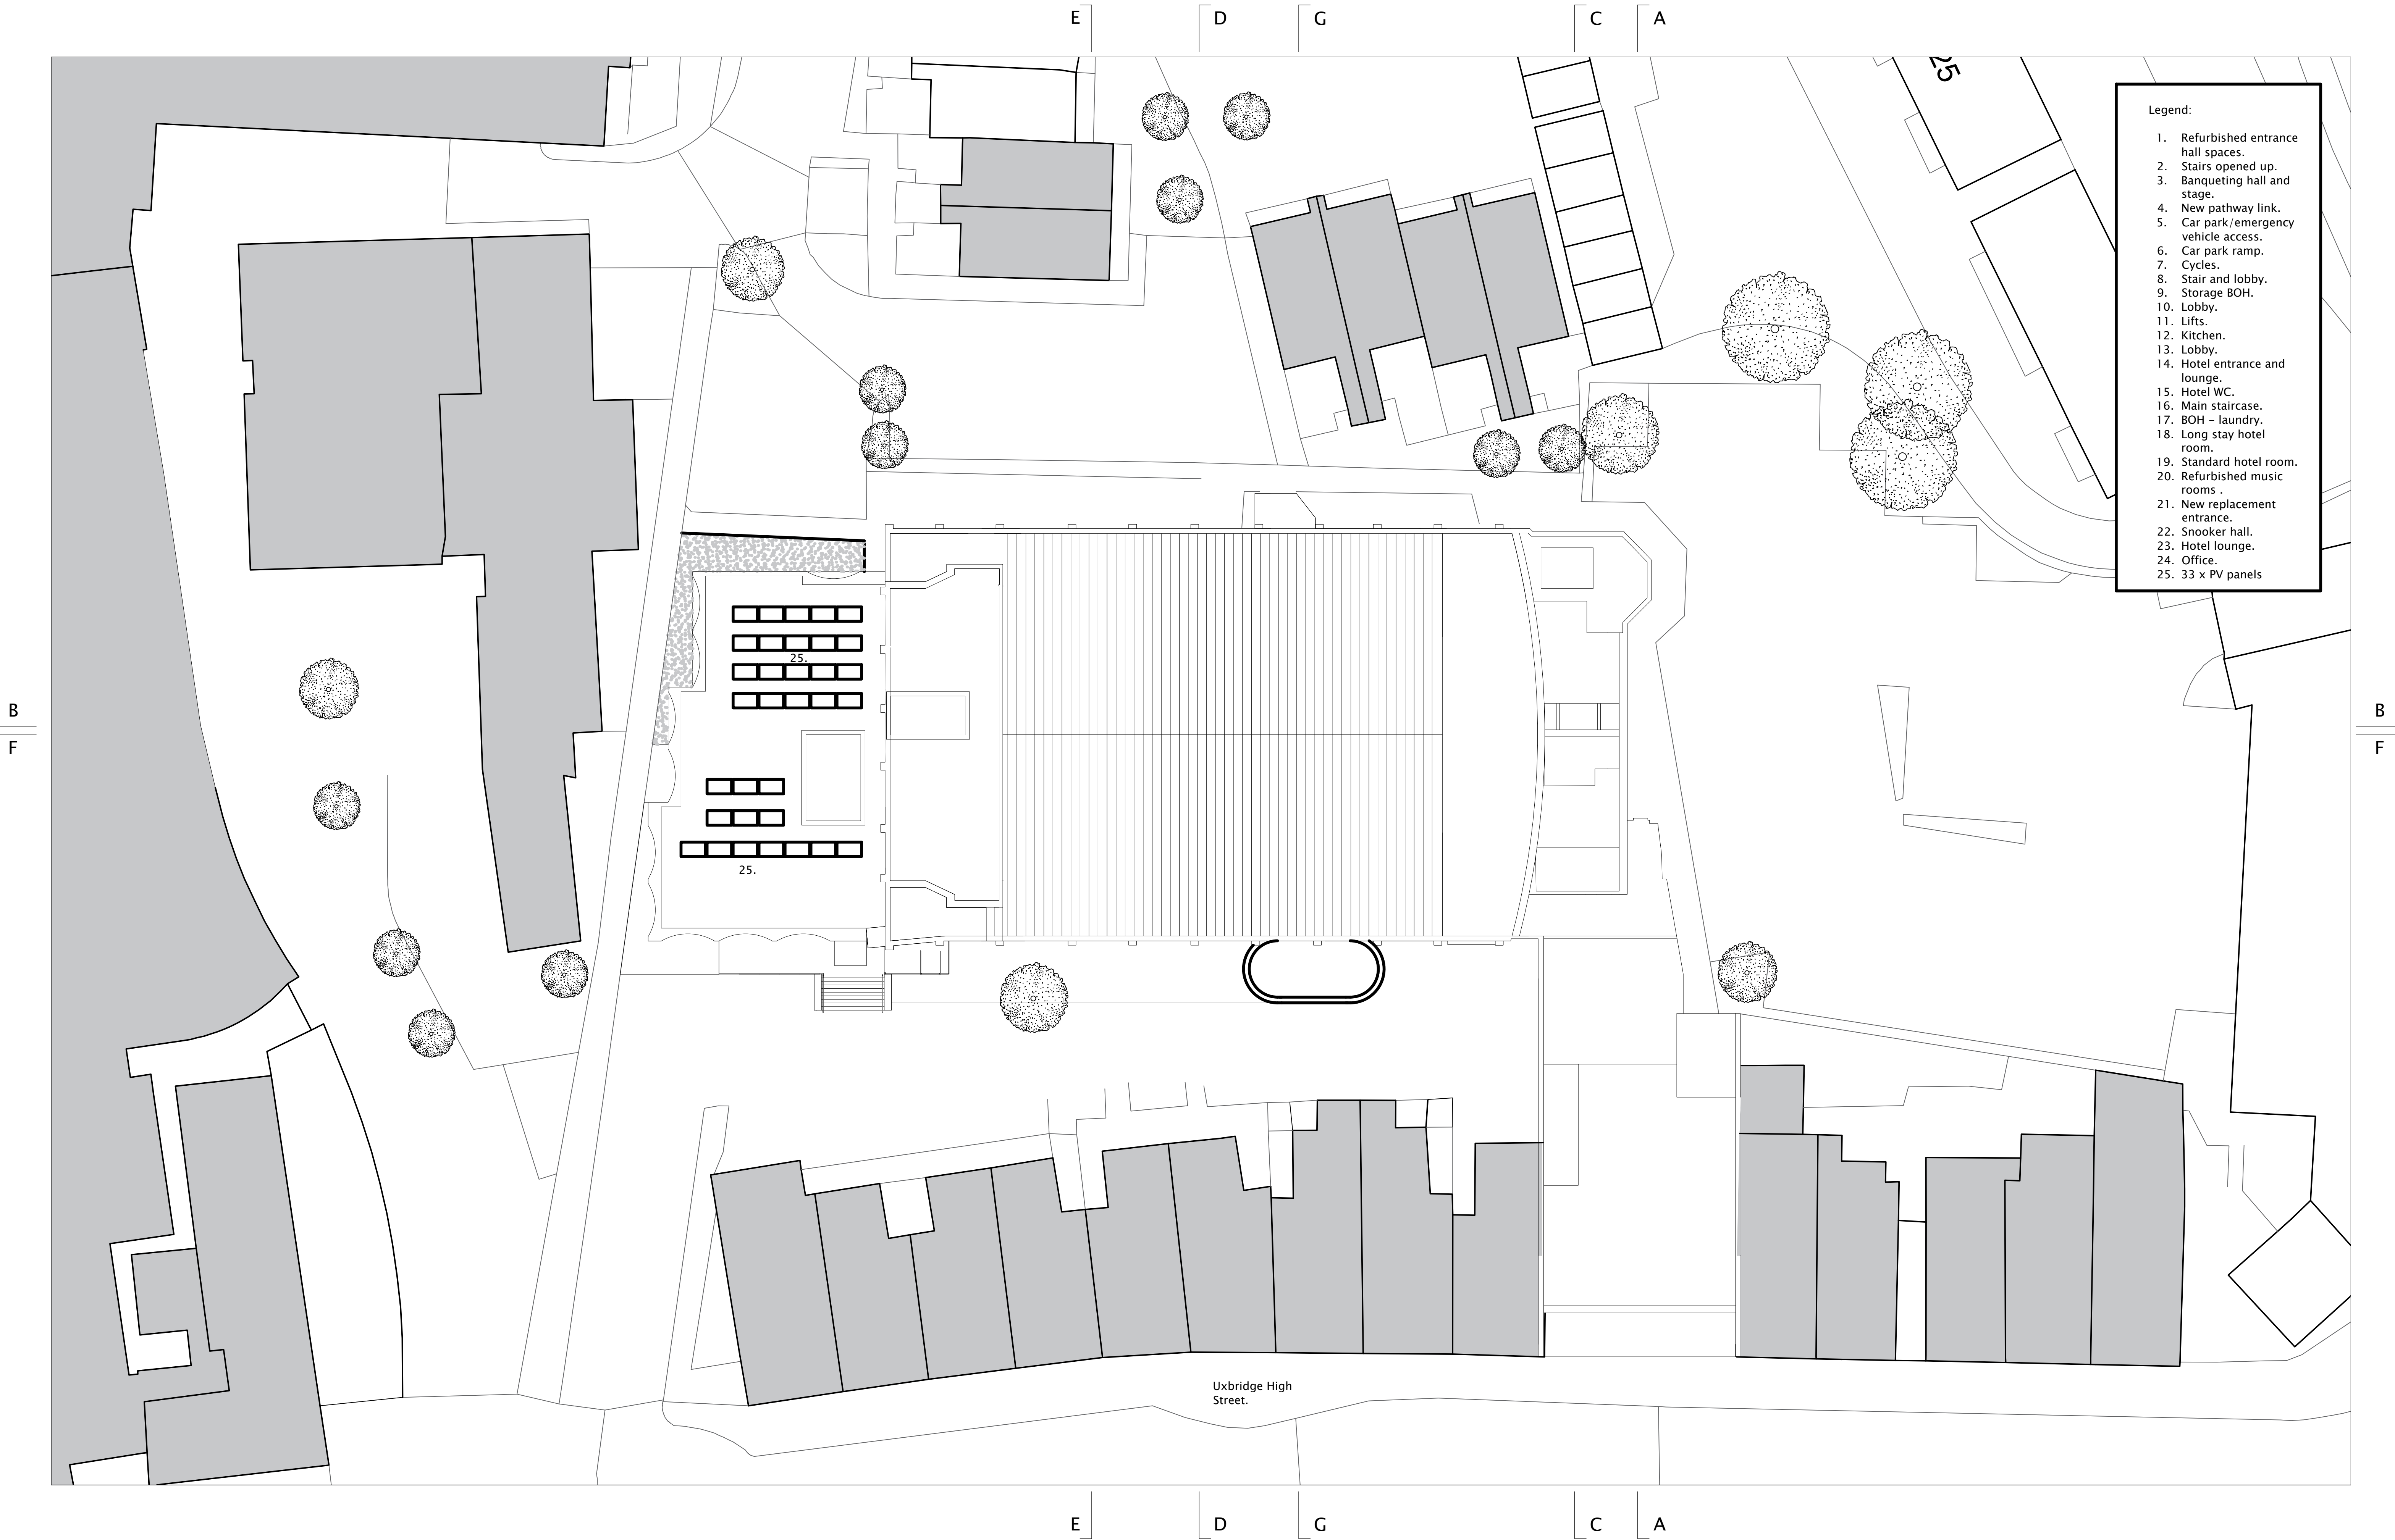 E D G C A
25
Legend:
1. Refurbished entrance
hall spaces.
2. Stairs opened up.
3. Banqueting hall and
stage.
4. New pathway link.
5. Car park/emergency
vehicle access.
6. Car park ramp.
7. Cycles.
8. Stair and lobby.
9. Storage BOH.
10. Lobby.
11. Lifts.
12. Kitchen.
13. Lobby.
14. Hotel entrance and
lounge.
15. Hotel WC.
16. Main staircase.
17. BOH – laundry.
18. Long stay hotel
room.
19. Standard hotel room.
20. Refurbished music
rooms .
21. New replacement
entrance.
22. Snooker hall.
23. Hotel lounge.
24. Office.
25. 33 x PV panels
25.
B B
F F
25.
Uxbridge High
Street.
E D G C A